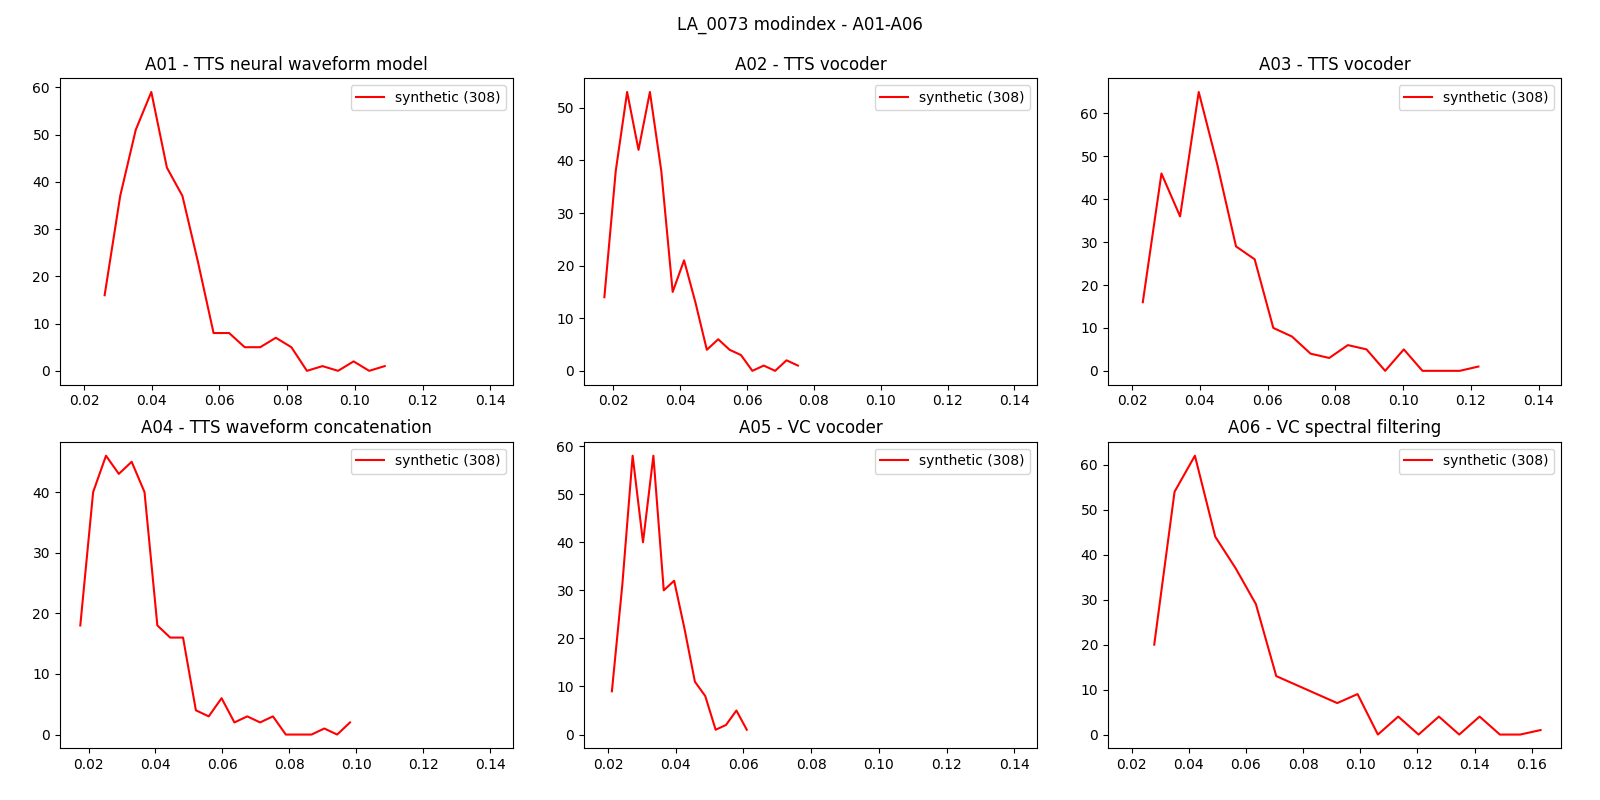 LA_0073 modindex - A01-A06
A01 - TTS neural waveform model
synthetic (308)
60
50
40
30
20
10
0
0.02 0.04 0.06 0.08 0.10 0.12 0.14
A02 - TTS vocoder
synthetic (308)
50
40
30
20
10
0
0.02 0.04 0.06 0.08 0.10 0.12 0.14
A03 - TTS vocoder
synthetic (308)
60
50
40
30
20
10
0
0.02 0.04 0.06 0.08 0.10 0.12 0.14
A04 - TTS waveform concatenation
synthetic (308)
40
30
20
10
0
0.02 0.04 0.06 0.08 0.10 0.12 0.14
A05 - VC vocoder
synthetic (308)
60
50
40
30
20
10
0
0.02 0.04 0.06 0.08 0.10 0.12 0.14
A06 - VC spectral filtering
synthetic (308)
60
50
40
30
20
10
0
0.02 0.04 0.06 0.08 0.10 0.12 0.14 0.16